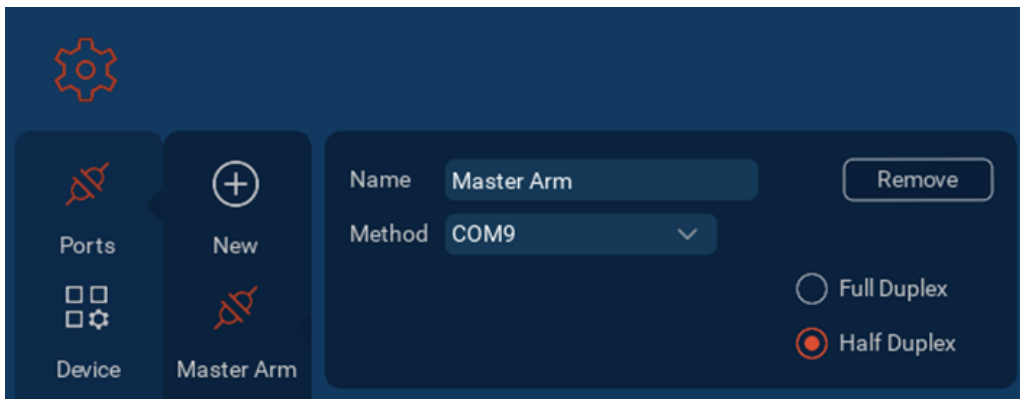 Ports
Device
New
Master Arm
Name Master Arm Remove
Method COM9
Full Duplex
Half Duplex